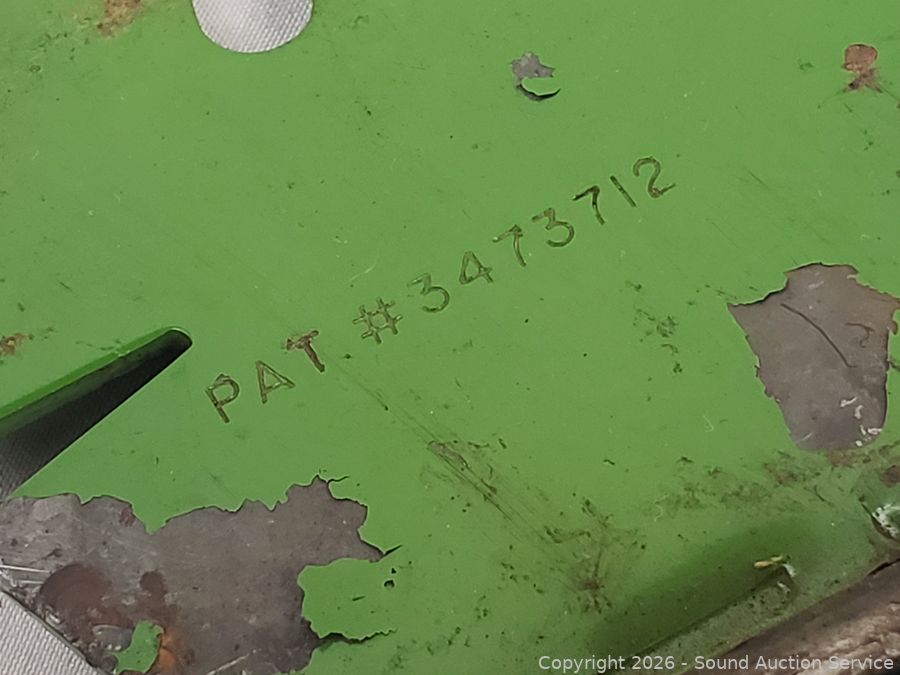 PAT #3473712
Copyright 2026 - Sound Auction Service